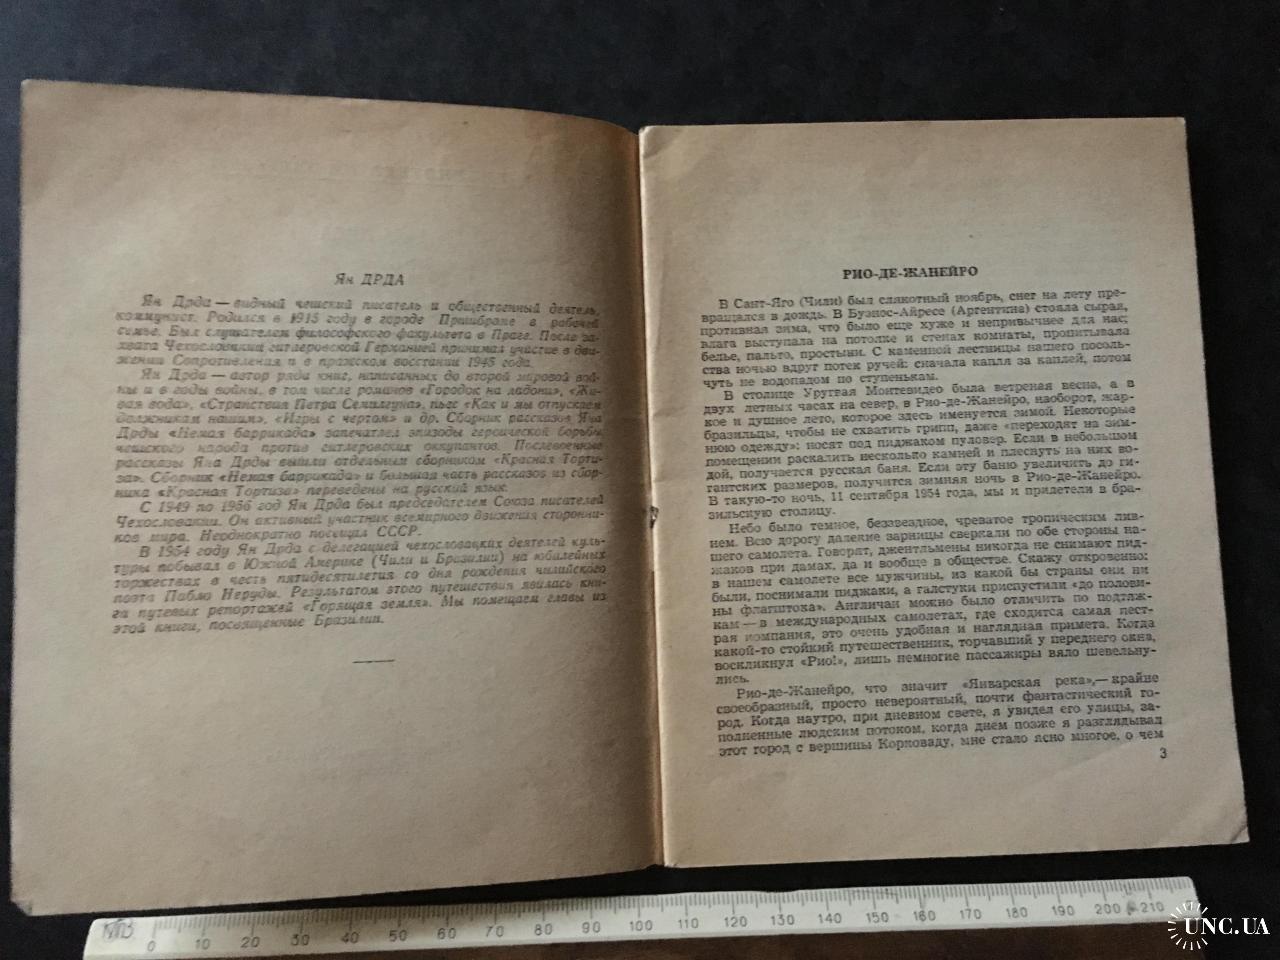 Ян ДРДА
Ян Дрда — видный чешский писатель и общественный деятель,
коммунист. Родился в 1915 году в городе Пршибраме в рабочей
семье. Был слушателем философского факультета в Праге. После за-
хвата Чехословакии гитлеровской Германией принимал участие в дви-
жении Сопротивления и в пражском восстании 1945 года.
Ян Дрда — автор ряда книг, написанных до второй мировой вой-
ны и в годы войны, в том числе романов «Городок на ладони», «Жи-
вая вода», «Странствия Петра Семилгуна», пьес «Как и мы отпускаем
должникам нашим», «Игры с чертом» и др. Сборник рассказов Яна
Дрды «Немая баррикада» запечатлел эпизоды героической борьбы
чешского народа против гитлеровских оккупантов. Послевоенные
рассказы Яна Дрды вышли отдельным сборником «Красная Торти-
за». Сборник «Немая баррикада» и большая часть рассказов из сбор-
ника «Красная Тортиза» переведены на русский язык.
С 1949 по 1956 год Ян Дрда был председателем Союза писателей
Чехословакии. Он активный участник всемирного движения сторонни-
ков мира. Неоднократно посещал СССР.
В 1954 году Ян Дрда с делегацией чехословацких деятелей куль-
туры побывал в Южной Америке (Чили и Бразилии) на юбилейных
торжествах в честь пятидесятилетия со дня рождения чилийского
поэта Пабло Неруды. Результатом этого путешествия явилась кни-
га путевых репортажей «Горящая земля». Мы помещаем главы из
этой книги, посвященные Бразилии.
РИО-ДЕ-ЖАНЕЙРО
В Сант-Яго (Чили) был слякотный ноябрь, снег на лету пре-
вращался в дождь. В Буэнос-Айресе (Аргентина) стояла сырая,
противная зима, что было еще хуже и непривычнее для нас;
влага выступала на потолке и стенах комнаты, пропитывала
белье, пальто, простыни. С каменной лестницы нашего посоль-
ства ночью вдруг потек ручей: сначала капля за каплей, потом
чуть не водопадом по ступенькам.
В столице Уругвая Монтевидео была ветреная весна, а в
двух летных часах на север, в Рио-де-Жанейро, наоборот, жар-
кое и душное лето, которое здесь именуется зимой. Некоторые
бразильцы, чтобы не схватить грипп, даже «переходят на зим-
нюю одежду»: носят под пиджаком пуловер. Если в небольшом
помещении раскалить несколько камней и плеснуть на них во-
дой, получается русская баня. Если эту баню увеличить до ги-
гантских размеров, получится зимняя ночь в Рио-де-Жанейро.
В такую-то ночь, 11 сентября 1954 года, мы и прилетели в бра-
зильскую столицу.
Небо было темное, беззвездное, чреватое тропическим лив-
нем. Всю дорогу далекие зарницы сверкали по обе стороны на-
шего самолета. Говорят, джентльмены никогда не снимают пид-
жаков при дамах, да и вообще в обществе. Скажу откровенно:
в нашем самолете все мужчины, из какой бы страны они ни
были, поснимали пиджаки, а галстуки приспустили «до полови-
ны флагштока». Англичан можно было отличить по подтяж-
кам — в международных самолетах, где сходится самая пест-
рая компания, это очень удобная и наглядная примета. Когда
какой-то стойкий путешественник, торчавший у переднего окна,
воскликнул «Рио!», лишь немногие пассажиры вяло шевельну-
лись.
Рио-де-Жанейро, что значит «Январская река», — крайне
своеобразный, просто невероятный, почти фантастический го-
род. Когда наутро, при дневном свете, я увидел его улицы, за-
полненные людским потоком, когда днем позже я разглядывал
этот город с вершины Корковаду, мне стало ясно многое, о чем
3
0 10 20 30 40 50 60 70 80 90 100 110 120 130 140 150 160 170 180 190 200 210
UNC.UA